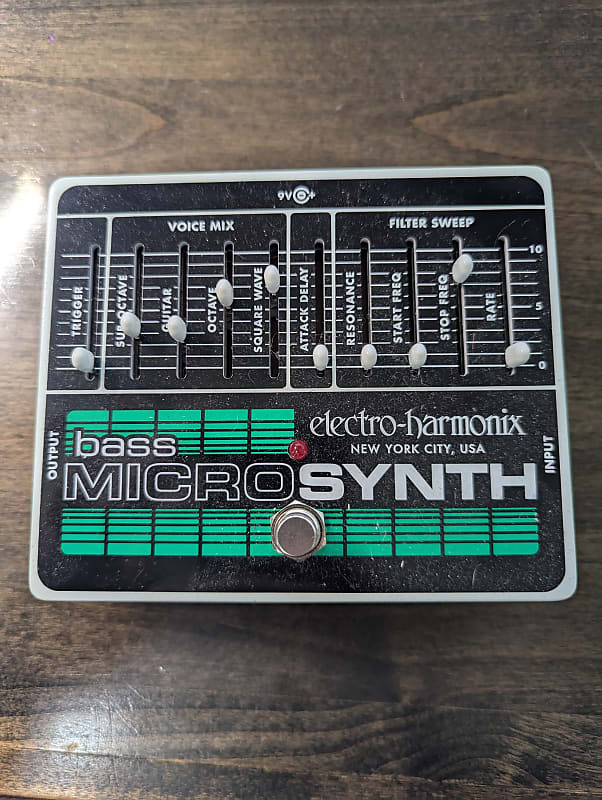 9V +
VOICE MIX
FILTER SWEEP
TRIGGER
SUB OCTAVE
GUITAR
OCTAVE
SQUARE WAVE
ATTACK DELAY
RESONANCE
START FREQ
STOP FREQ
RATE
10
5
0
OUTPUT
bass
MICROSYNTH
electro-harmonix
NEW YORK CITY, USA
INPUT